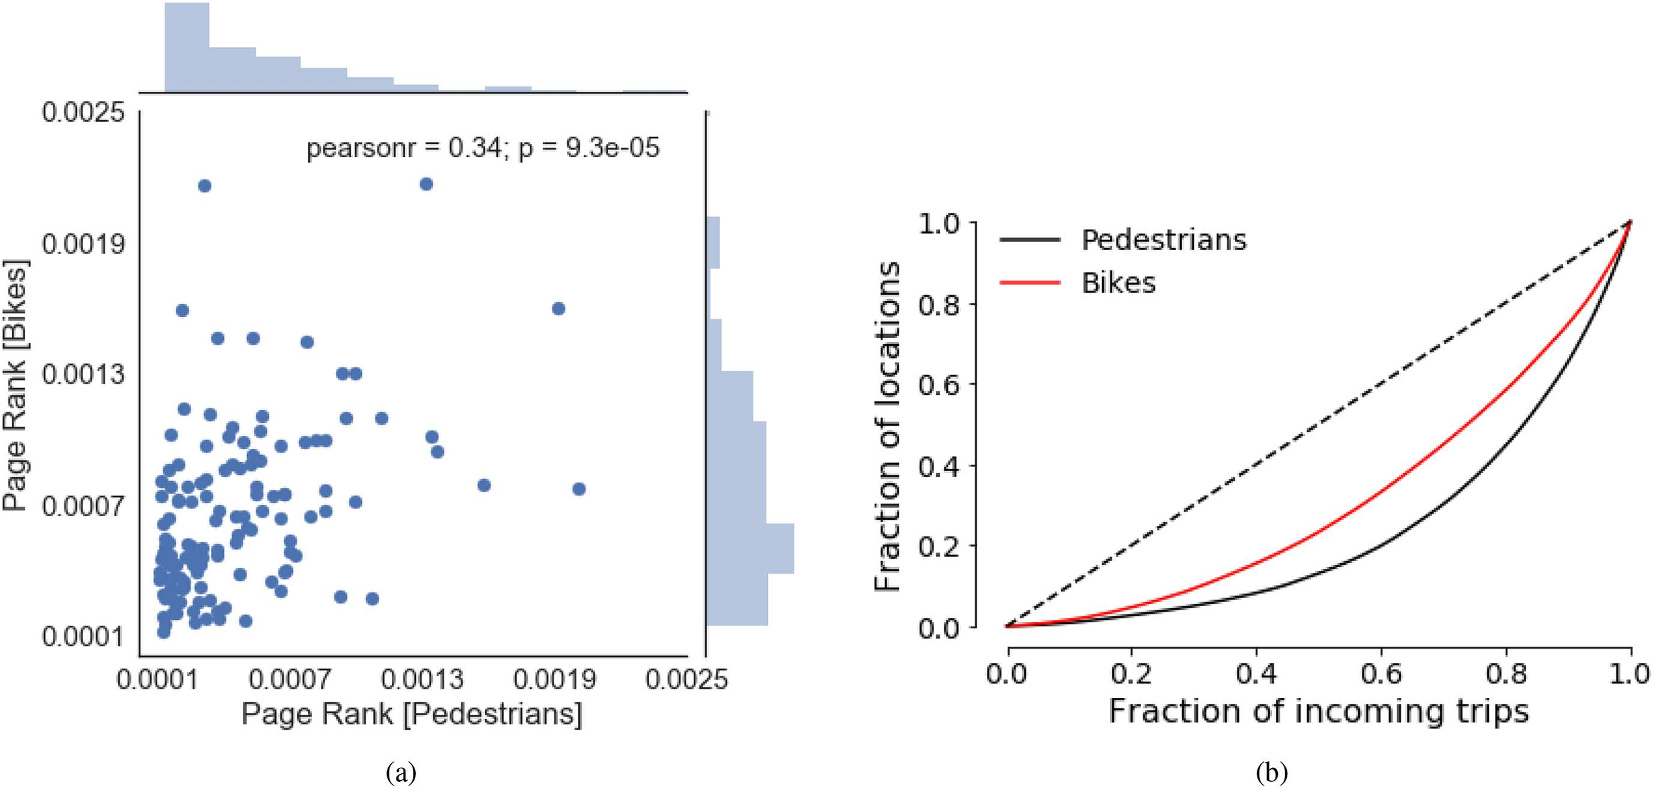 0.0025
pearsonr = 0.34; p = 9.3e-05
0.0019
0.0013
0.0007
0.0001
Page Rank [Bikes]
0.0001 0.0007 0.0013 0.0019 0.0025
Page Rank [Pedestrians]
(a)
1.0
0.8
0.6
0.4
0.2
0.0
Fraction of locations
Pedestrians
Bikes
0.0 0.2 0.4 0.6 0.8 1.0
Fraction of incoming trips
(b)